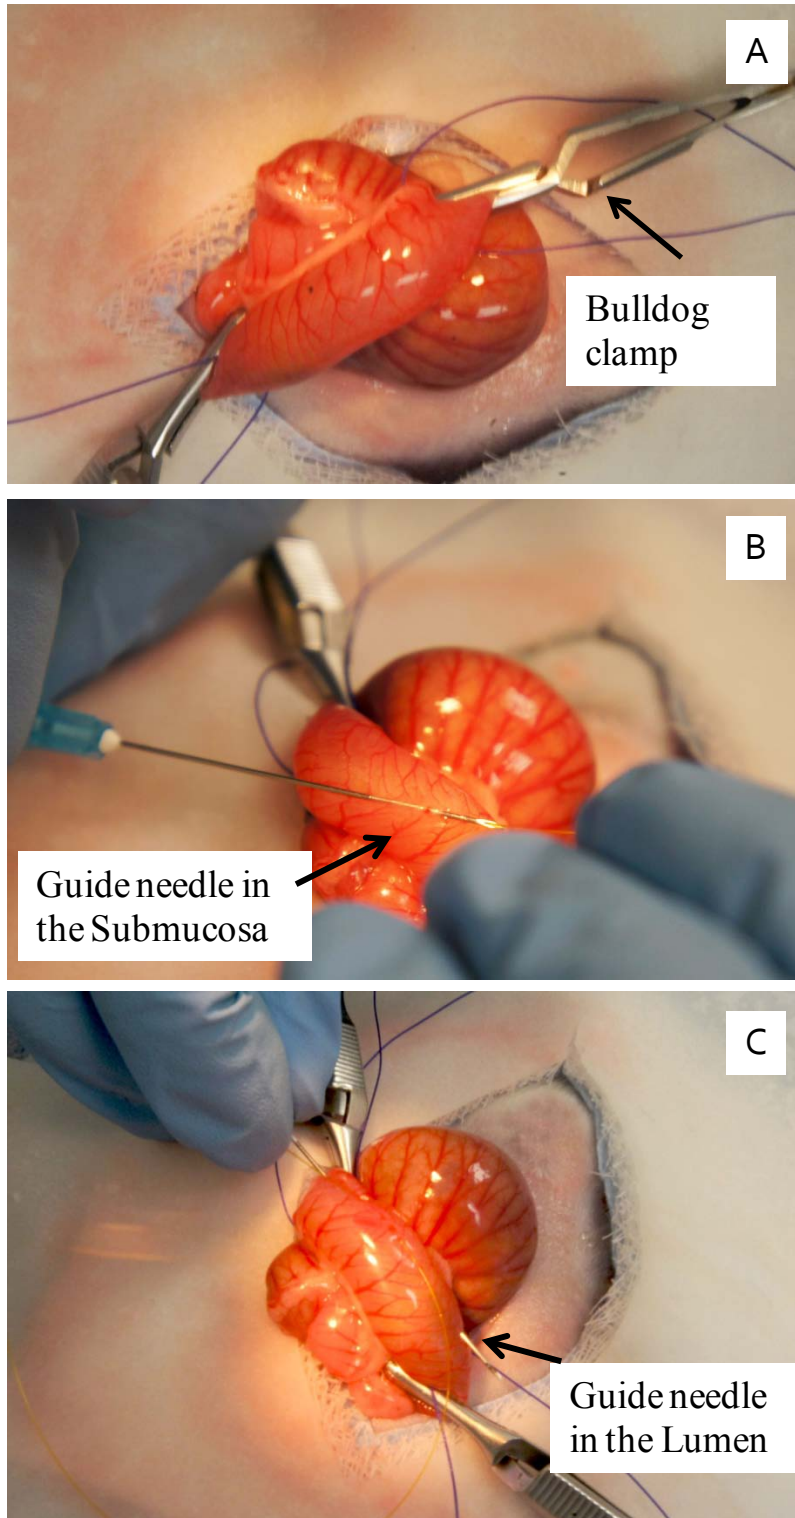 A
Bulldog
clamp
B
Guide needle in
the Submucosa
C
Guide needle
in the Lumen